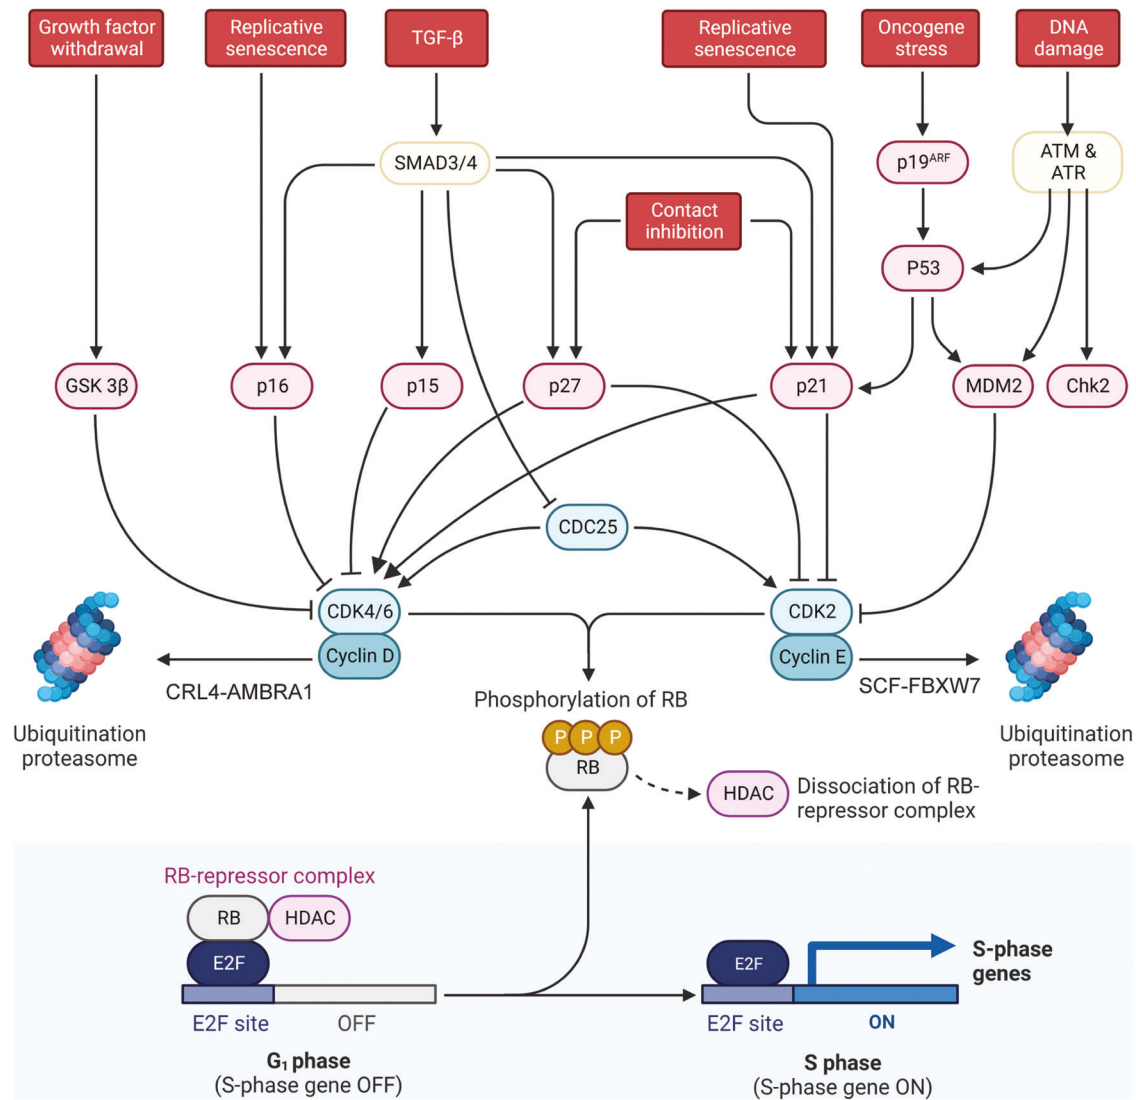 Growth factor
withdrawal
Replicative
senescence
TGF-β
Replicative
senescence
Oncogene
stress
DNA
damage
SMAD3/4
p19ARF
ATM &
ATR
Contact
inhibition
P53
GSK 3β
p16
p15
p27
p21
MDM2
Chk2
CDC25
CDK4/6
Cyclin D
CDK2
Cyclin E
CRL4-AMBRA1
SCF-FBXW7
Ubiquitination
proteasome
Phosphorylation of RB
Ubiquitination
proteasome
P P P
RB
HDAC
Dissociation of RB-
repressor complex
RB-repressor complex
RB
HDAC
E2F
E2F site
OFF
G1 phase
(S-phase gene OFF)
E2F
S-phase
genes
E2F site
ON
S phase
(S-phase gene ON)